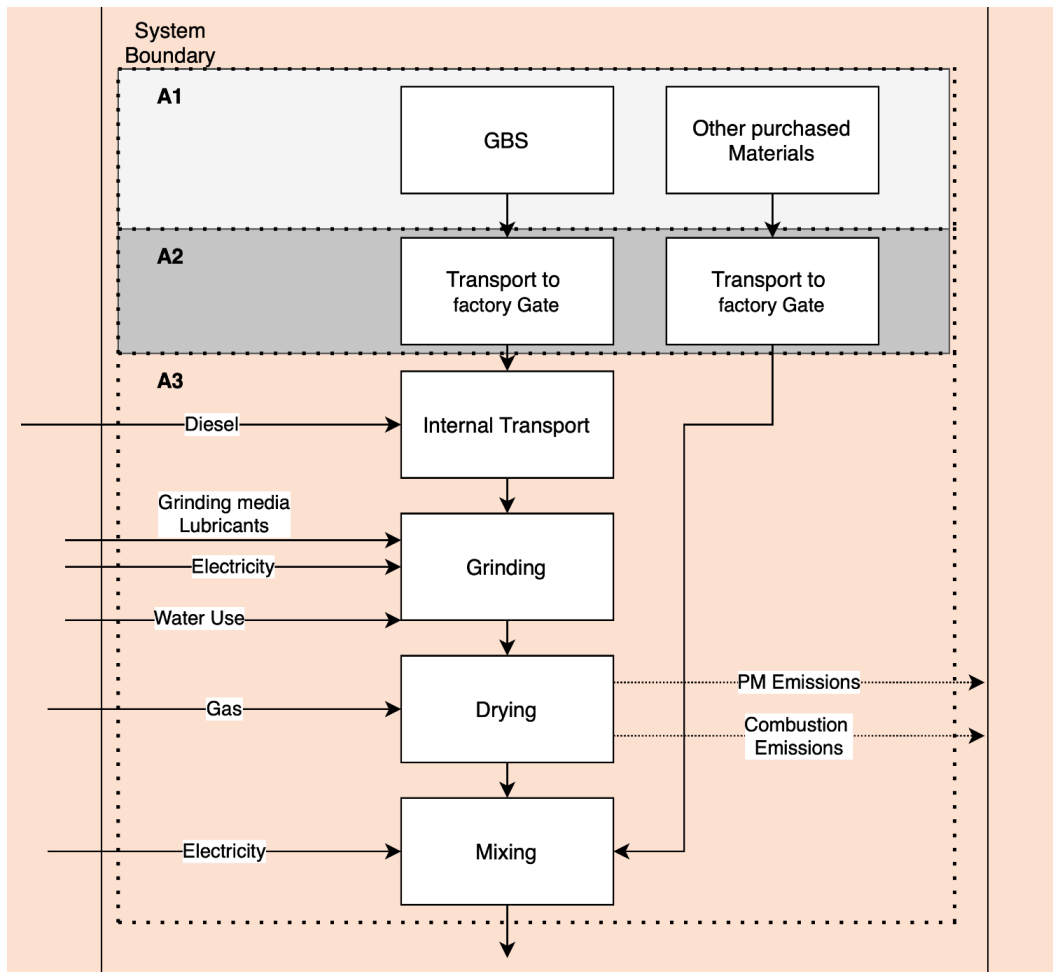 System
Boundary
A1
GBS
Other purchased
Materials
A2
Transport to
factory Gate
Transport to
factory Gate
A3
Diesel
Internal Transport
Grinding media
Lubricants
Electricity
Grinding
Water Use
PM Emissions
Gas
Drying
Combustion
Emissions
Electricity
Mixing